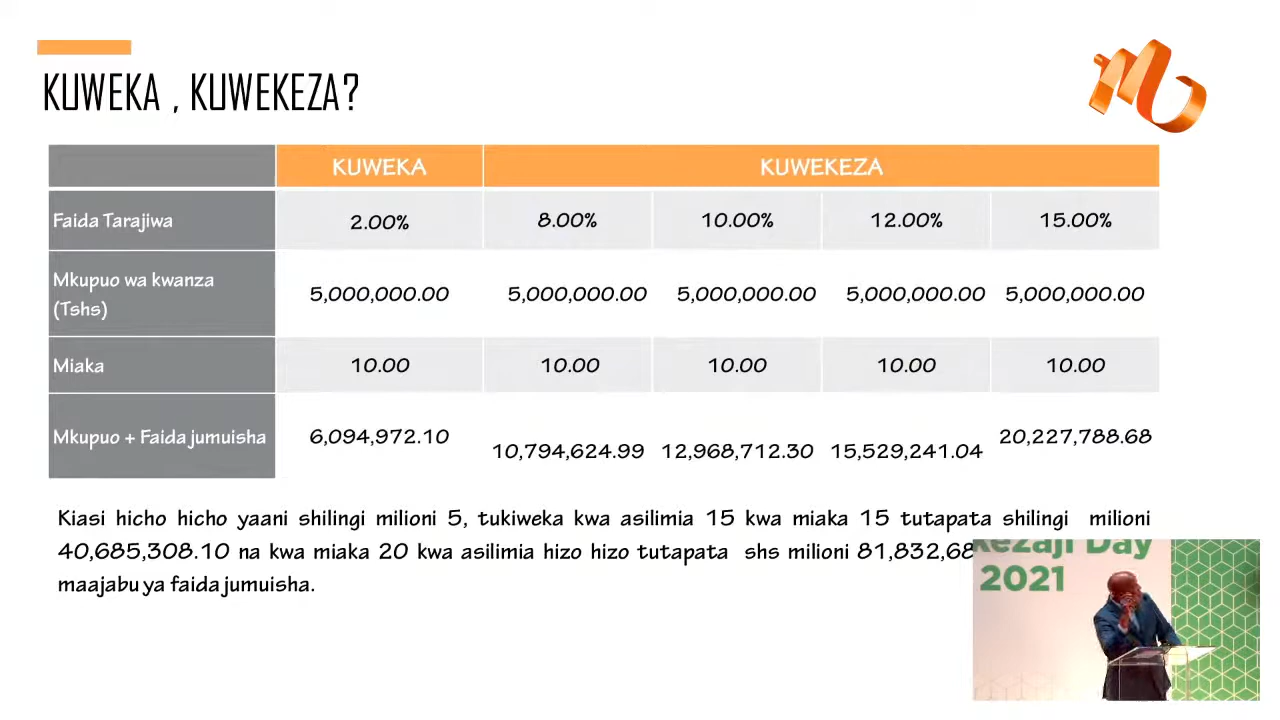 KUWEKA , KUWEKEZA?
KUWEKA KUWEKEZA
Faida Tarajiwa 2.00% 8.00% 10.00% 12.00% 15.00%
Mkupuo wa kwanza
(Tshs) 5,000,000.00 5,000,000.00 5,000,000.00 5,000,000.00 5,000,000.00
Miaka 10.00 10.00 10.00 10.00 10.00
Mkupuo + Faida jumuisha 6,094,972.10 10,794,624.99 12,968,712.30 15,529,241.04 20,227,788.68
Kiasi hicho hicho yaani shilingi milioni 5, tukiweka kwa asilimia 15 kwa miaka 15 tutapata shilingi milioni
40,685,308.10 na kwa miaka 20 kwa asilimia hizo hizo tutapata shs milioni
maajabu ya faida jumuisha.
Day
2021